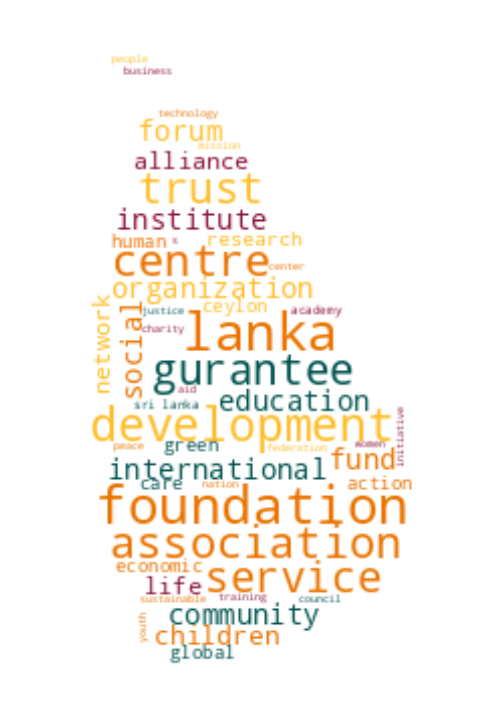 people
business
technology
forum
mission
alliance
trust
institute
human s research
centre center
organization
network
social
justice ceylon academy
charity lanka
gurantee
aid
sri lanka education
development
initiative
peace green federation women
international fund
care nation action
foundation
association
economic
life service
sustainable training council
community
youth
children
global